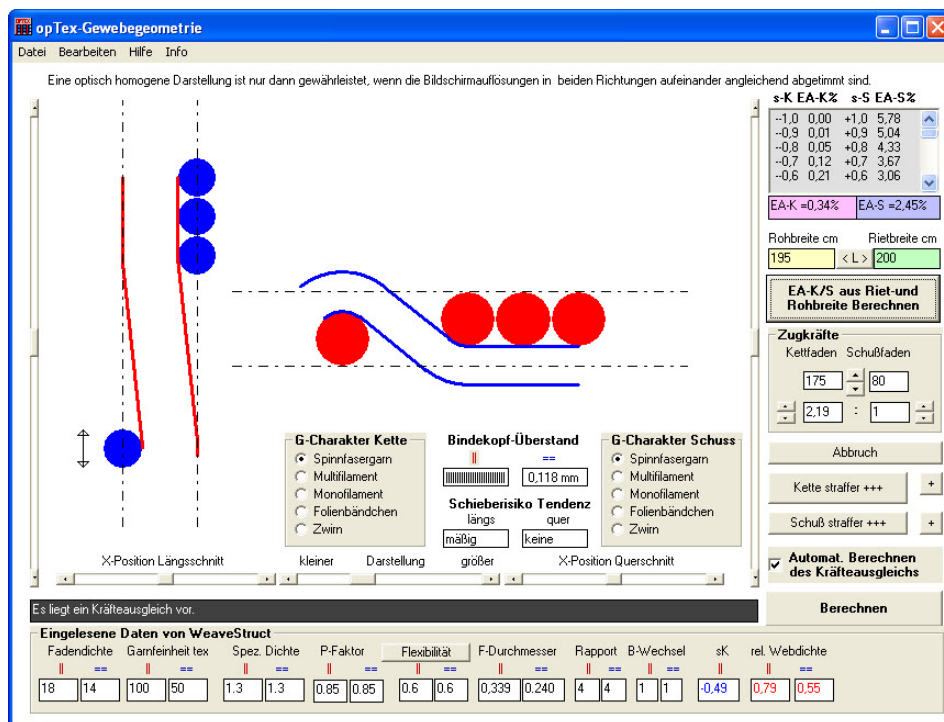 opTex-Gewebegeometrie
Datei Bearbeiten Hilfe Info
Eine optisch homogene Darstellung ist nur dann gewährleistet, wenn die Bildschirmauflösungen in beiden Richtungen aufeinander angleichend abgetimmt sind.
s-K EA-K% s-S EA-S%
--1,0 0,00 +1,0 5,78
--0,9 0,01 +0,9 5,04
--0,8 0,05 +0,8 4,33
--0,7 0,12 +0,7 3,67
--0,6 0,21 +0,6 3,06
EA-K =0,34% EA-S =2,45%
Rohbreite cm Rietbreite cm
195 < L > 200
EA-K/S aus Riet-und
Rohbreite Berechnen
Zugkräfte
Kettfaden Schußfaden
175 80
2,19 : 1
Abbruch
Kette straffer +++ +
Schuß straffer +++ +
Automat. Berechnen
des Kräfteausgleichs
Berechnen
G-Charakter Kette
Spinnfasergarn
Multifilament
Monofilament
Folienbändchen
Zwirn
Bindekopf-Überstand
|| ==
0,118 mm
Schieberisiko Tendenz
längs quer
mäßig keine
G-Charakter Schuss
Spinnfasergarn
Multifilament
Monofilament
Folienbändchen
Zwirn
X-Position Längsschnitt kleiner Darstellung größer X-Position Querschnitt
Es liegt ein Kräfteausgleich vor.
Eingelesene Daten von WeaveStruct
Fadendichte Garnfeinheit tex Spez. Dichte P-Faktor Flexibilität F-Durchmesser Rapport B-Wechsel sK rel. Webdichte
|| == || == || == || == || == || == || == || == || || ==
18 14 100 50 1.3 1.3 0.85 0.85 0.6 0.6 0,339 0.240 4 4 1 1 -0,49 0,79 0,55